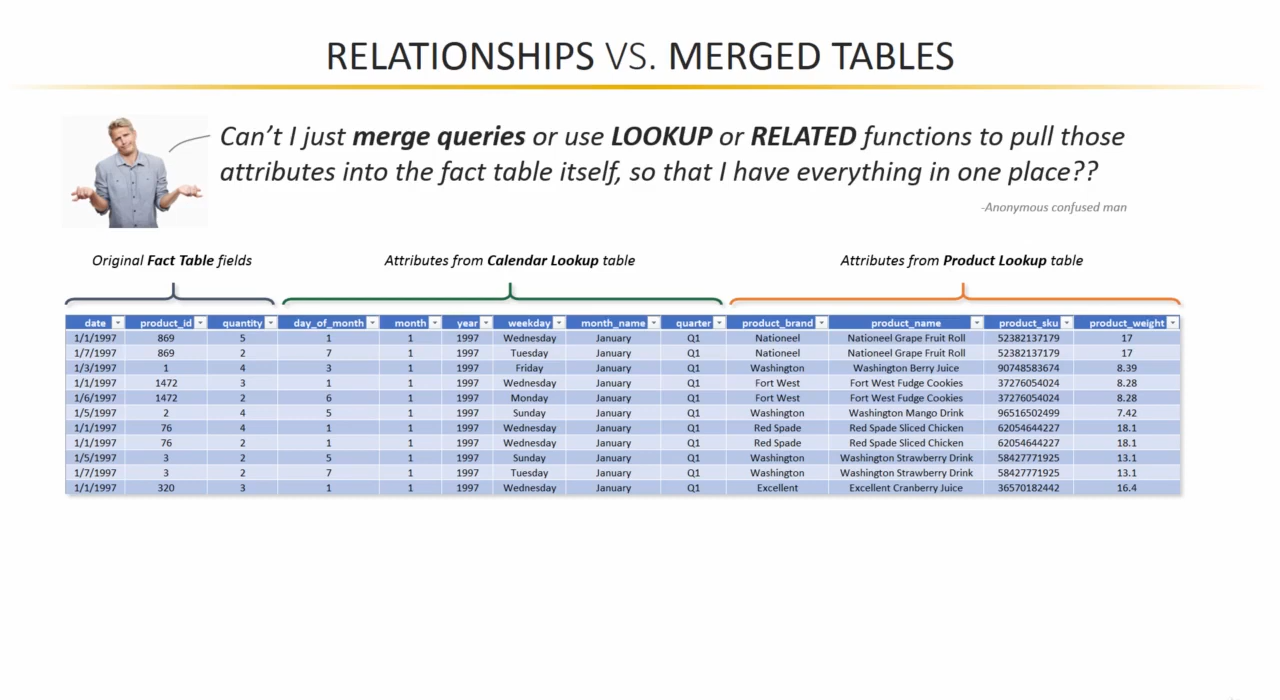 RELATIONSHIPS VS. MERGED TABLES
Can't I just merge queries or use LOOKUP or RELATED functions to pull those
attributes into the fact table itself, so that I have everything in one place??
-Anonymous confused man
Original Fact Table fields Attributes from Calendar Lookup table Attributes from Product Lookup table
date product_id quantity day_of_month month year weekday month_name quarter product_brand product_name product_sku product_weight
1/1/1997 869 5 1 1 1997 Wednesday January Q1 Nationeel Nationeel Grape Fruit Roll 52382137179 17
1/7/1997 869 2 7 1 1997 Tuesday January Q1 Nationeel Nationeel Grape Fruit Roll 52382137179 17
1/3/1997 1 4 3 1 1997 Friday January Q1 Washington Washington Berry Juice 90748583674 8.39
1/1/1997 1472 3 1 1 1997 Wednesday January Q1 Fort West Fort West Fudge Cookies 37276054024 8.28
1/6/1997 1472 2 6 1 1997 Monday January Q1 Fort West Fort West Fudge Cookies 37276054024 8.28
1/5/1997 2 4 5 1 1997 Sunday January Q1 Washington Washington Mango Drink 96516502499 7.42
1/1/1997 76 4 1 1 1997 Wednesday January Q1 Red Spade Red Spade Sliced Chicken 62054644227 18.1
1/1/1997 76 2 1 1 1997 Wednesday January Q1 Red Spade Red Spade Sliced Chicken 62054644227 18.1
1/5/1997 3 2 5 1 1997 Sunday January Q1 Washington Washington Strawberry Drink 58427771925 13.1
1/7/1997 3 2 7 1 1997 Tuesday January Q1 Washington Washington Strawberry Drink 58427771925 13.1
1/1/1997 320 3 1 1 1997 Wednesday January Q1 Excellent Excellent Cranberry Juice 36570182442 16.4